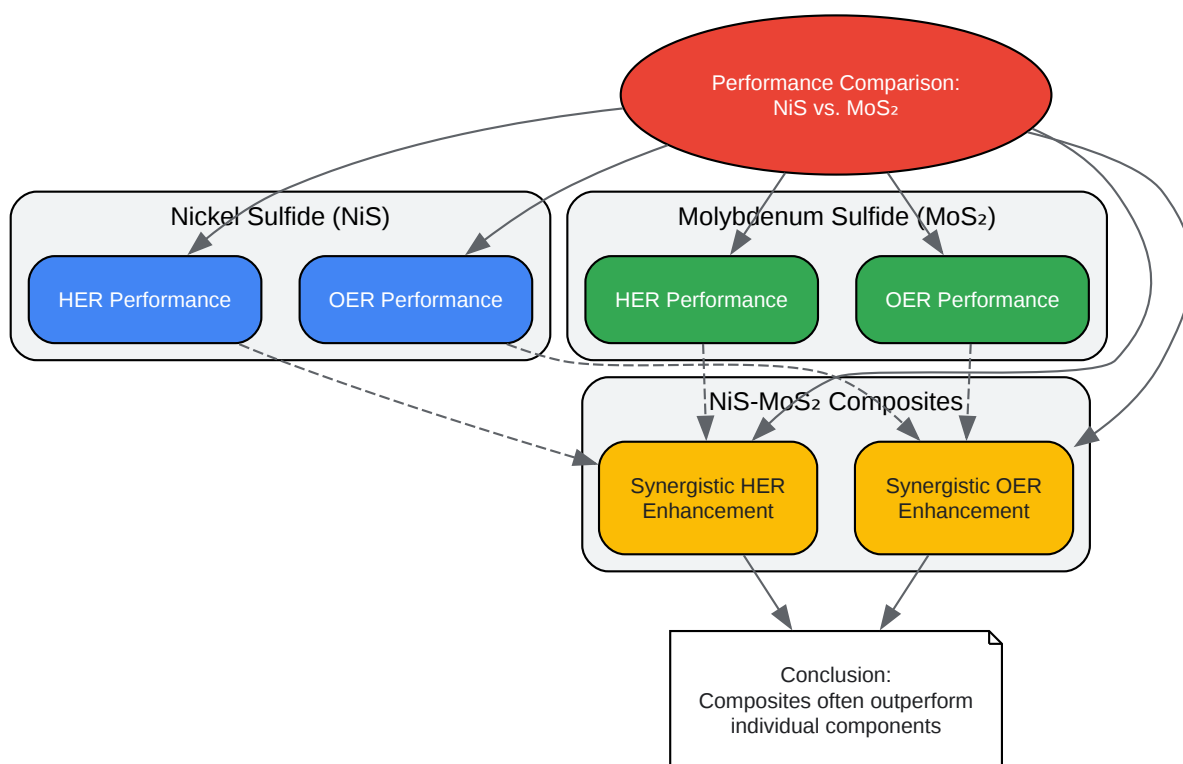 Performance Comparison:
NiS vs. MoS₂
Nickel Sulfide (NiS)
Molybdenum Sulfide (MoS₂)
HER Performance
OER Performance
HER Performance
OER Performance
NiS-MoS₂ Composites
Synergistic HER
Enhancement
Synergistic OER
Enhancement
Conclusion:
Composites often outperform
individual components